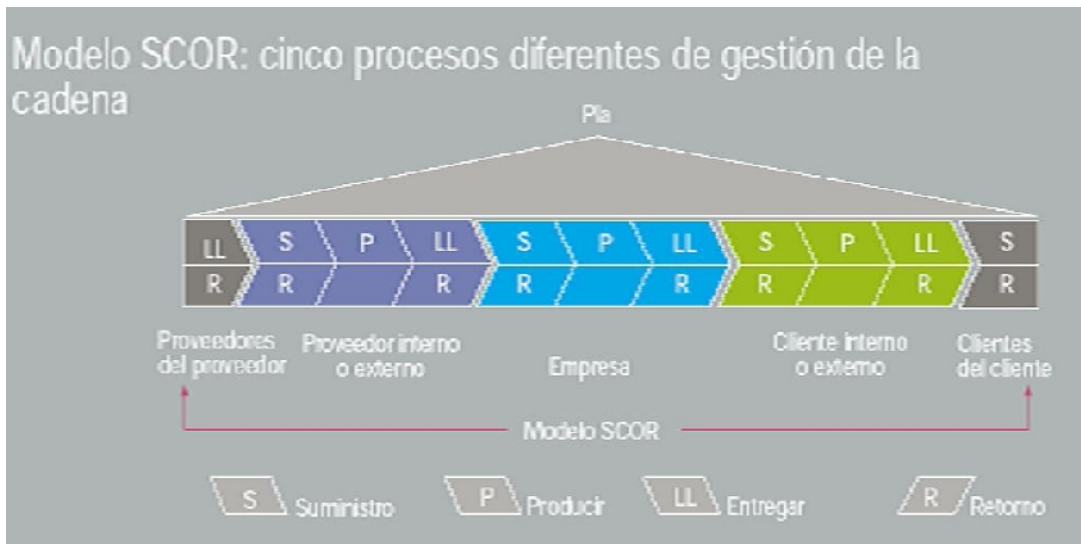 Modelo SCOR: cinco procesos diferentes de gestión de la
cadena
Pla
LL S P LL S P LL S P LL S
R R R R R R R R
Proveedores
del proveedor
Proveedor interno
o externo
Empresa
Cliente interno
o externo
Clientes
del cliente
Modelo SCOR
S Suministro
P Producir
LL Entregar
R Retorno